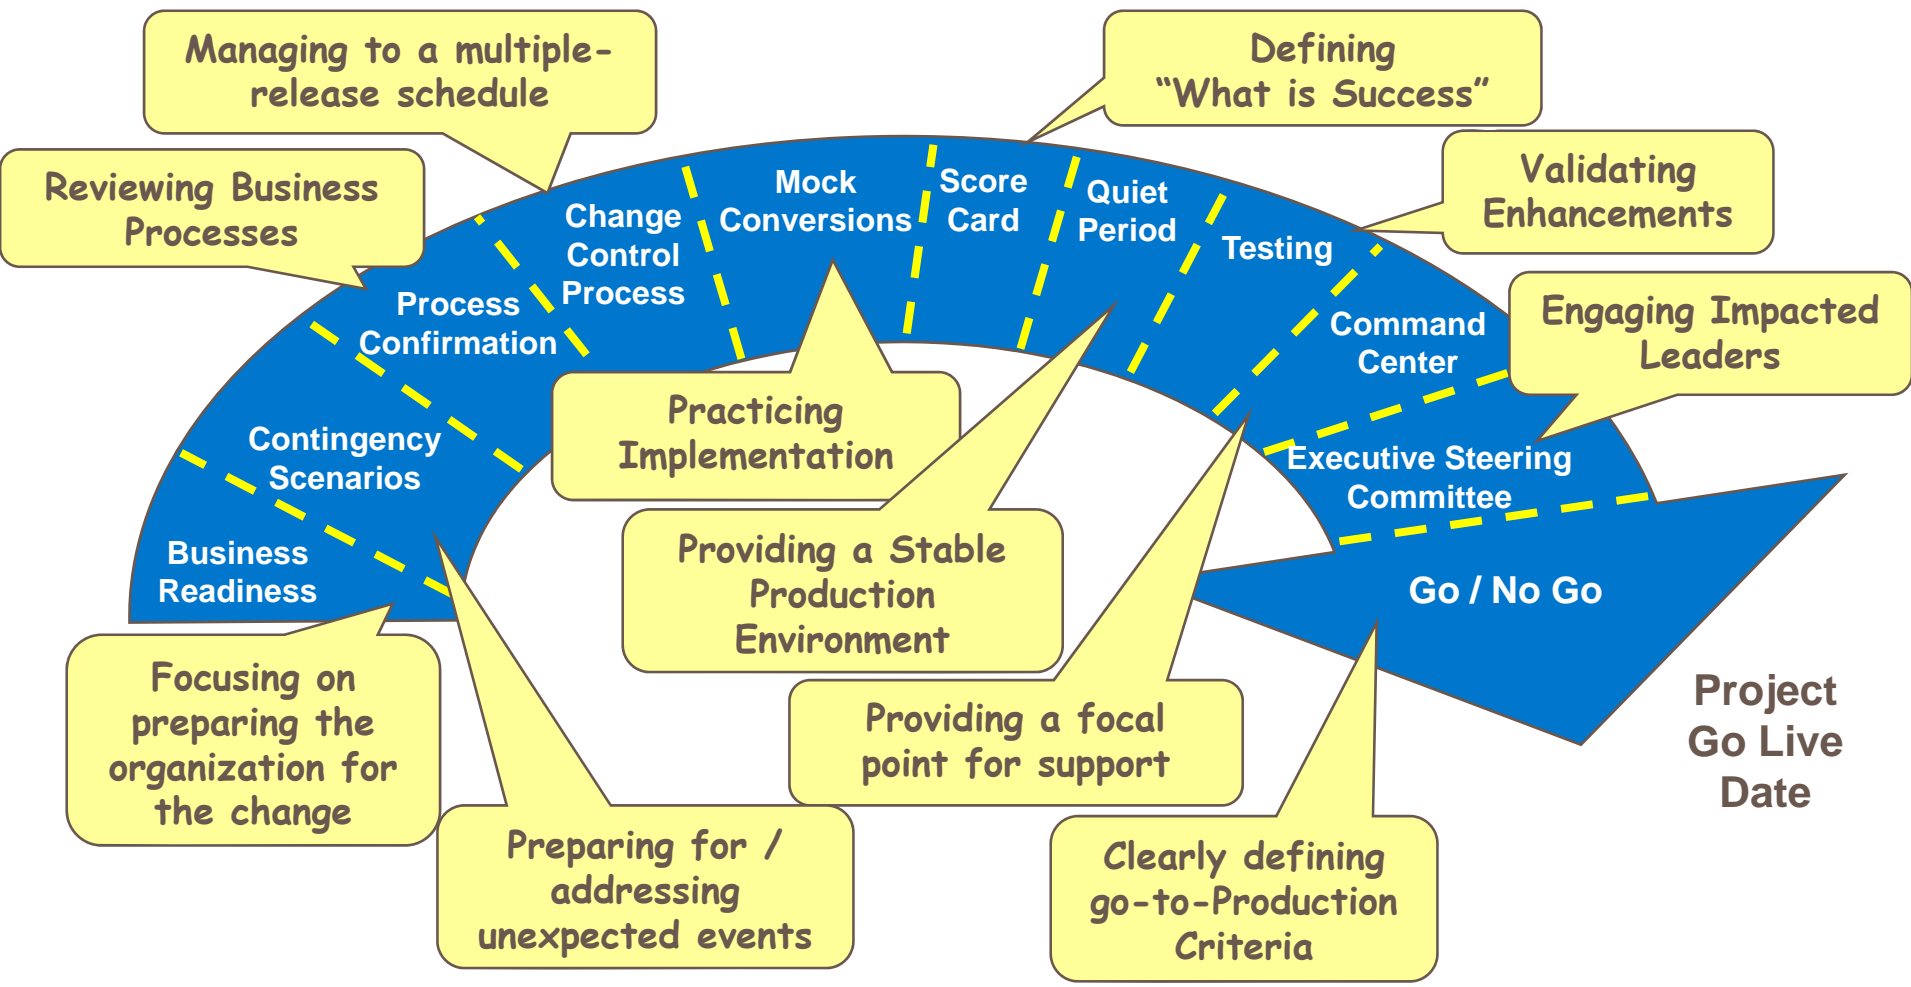 Managing to a multiple-
release schedule
Defining
“What is Success”
Reviewing Business
Processes
Validating
Enhancements
Engaging Impacted
Leaders
Business
Readiness
Contingency
Scenarios
Process
Confirmation
Change
Control
Process
Mock
Conversions
Score
Card
Quiet
Period
Testing
Command
Center
Executive Steering
Committee
Go / No Go
Practicing
Implementation
Providing a Stable
Production
Environment
Providing a focal
point for support
Focusing on
preparing the
organization for
the change
Preparing for /
addressing
unexpected events
Clearly defining
go-to-Production
Criteria
Project
Go Live
Date